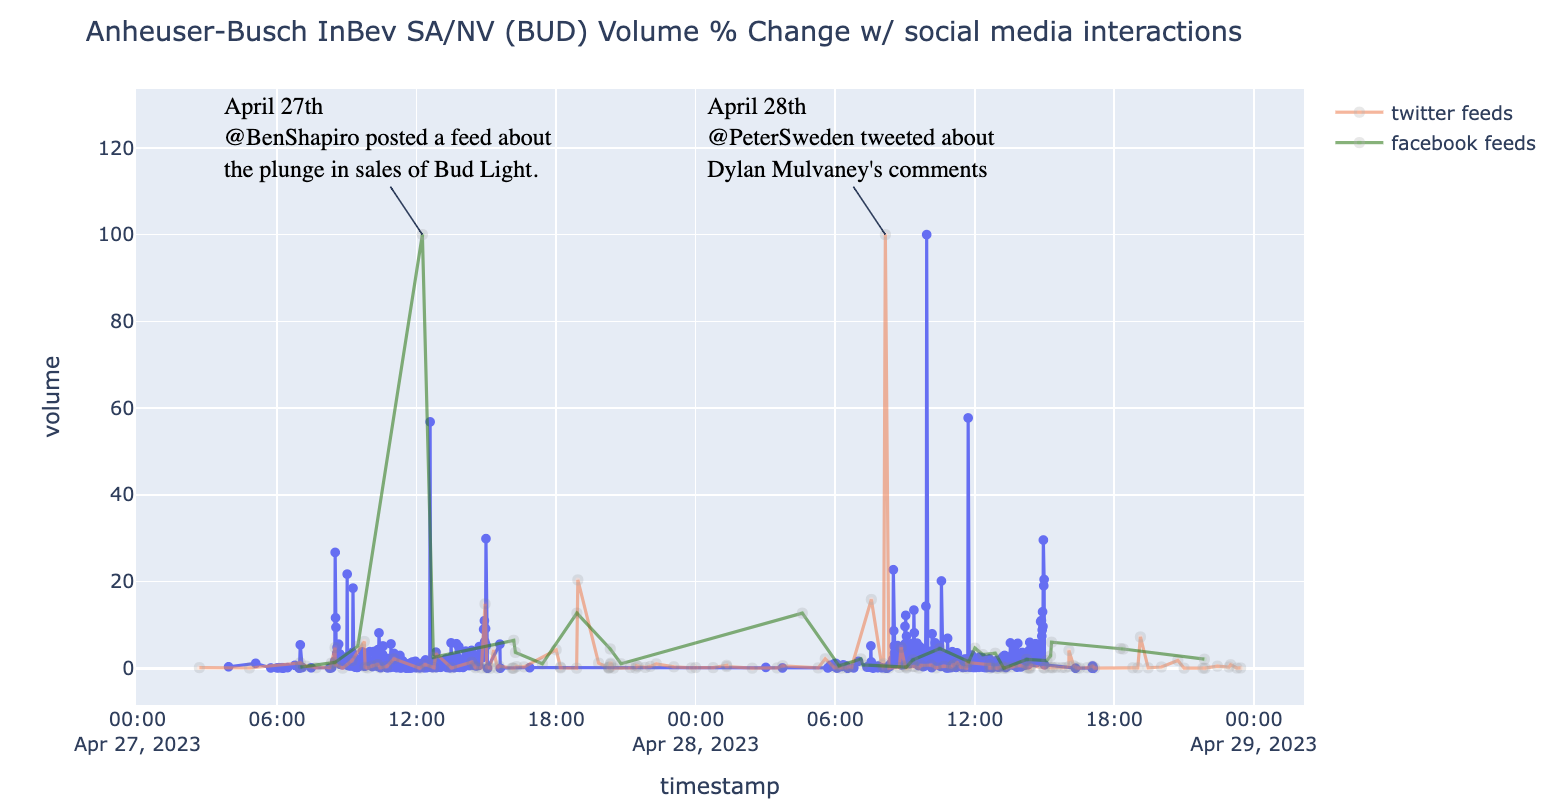 Anheuser-Busch InBev SA/NV (BUD) Volume % Change w/ social media interactions
April 27th
@BenShapiro posted a feed about
the plunge in sales of Bud Light.
April 28th
@PeterSweden tweeted about
Dylan Mulvaney's comments
twitter feeds
facebook feeds
volume
120
100
80
60
40
20
0
00:00
Apr 27, 2023
06:00
12:00
18:00
00:00
Apr 28, 2023
06:00
12:00
18:00
00:00
Apr 29, 2023
timestamp